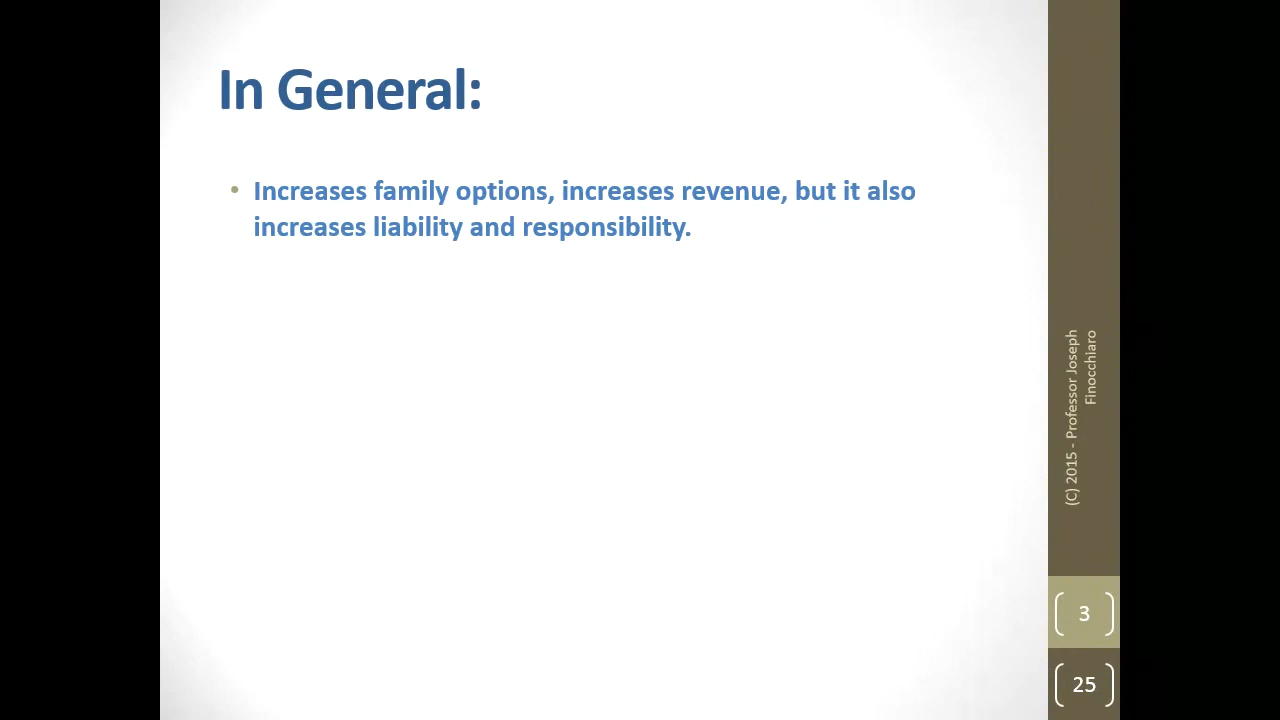 In General:
• Increases family options, increases revenue, but it also
increases liability and responsibility.
(C) 2015 - Professor Joseph
Finocchiaro
3
25